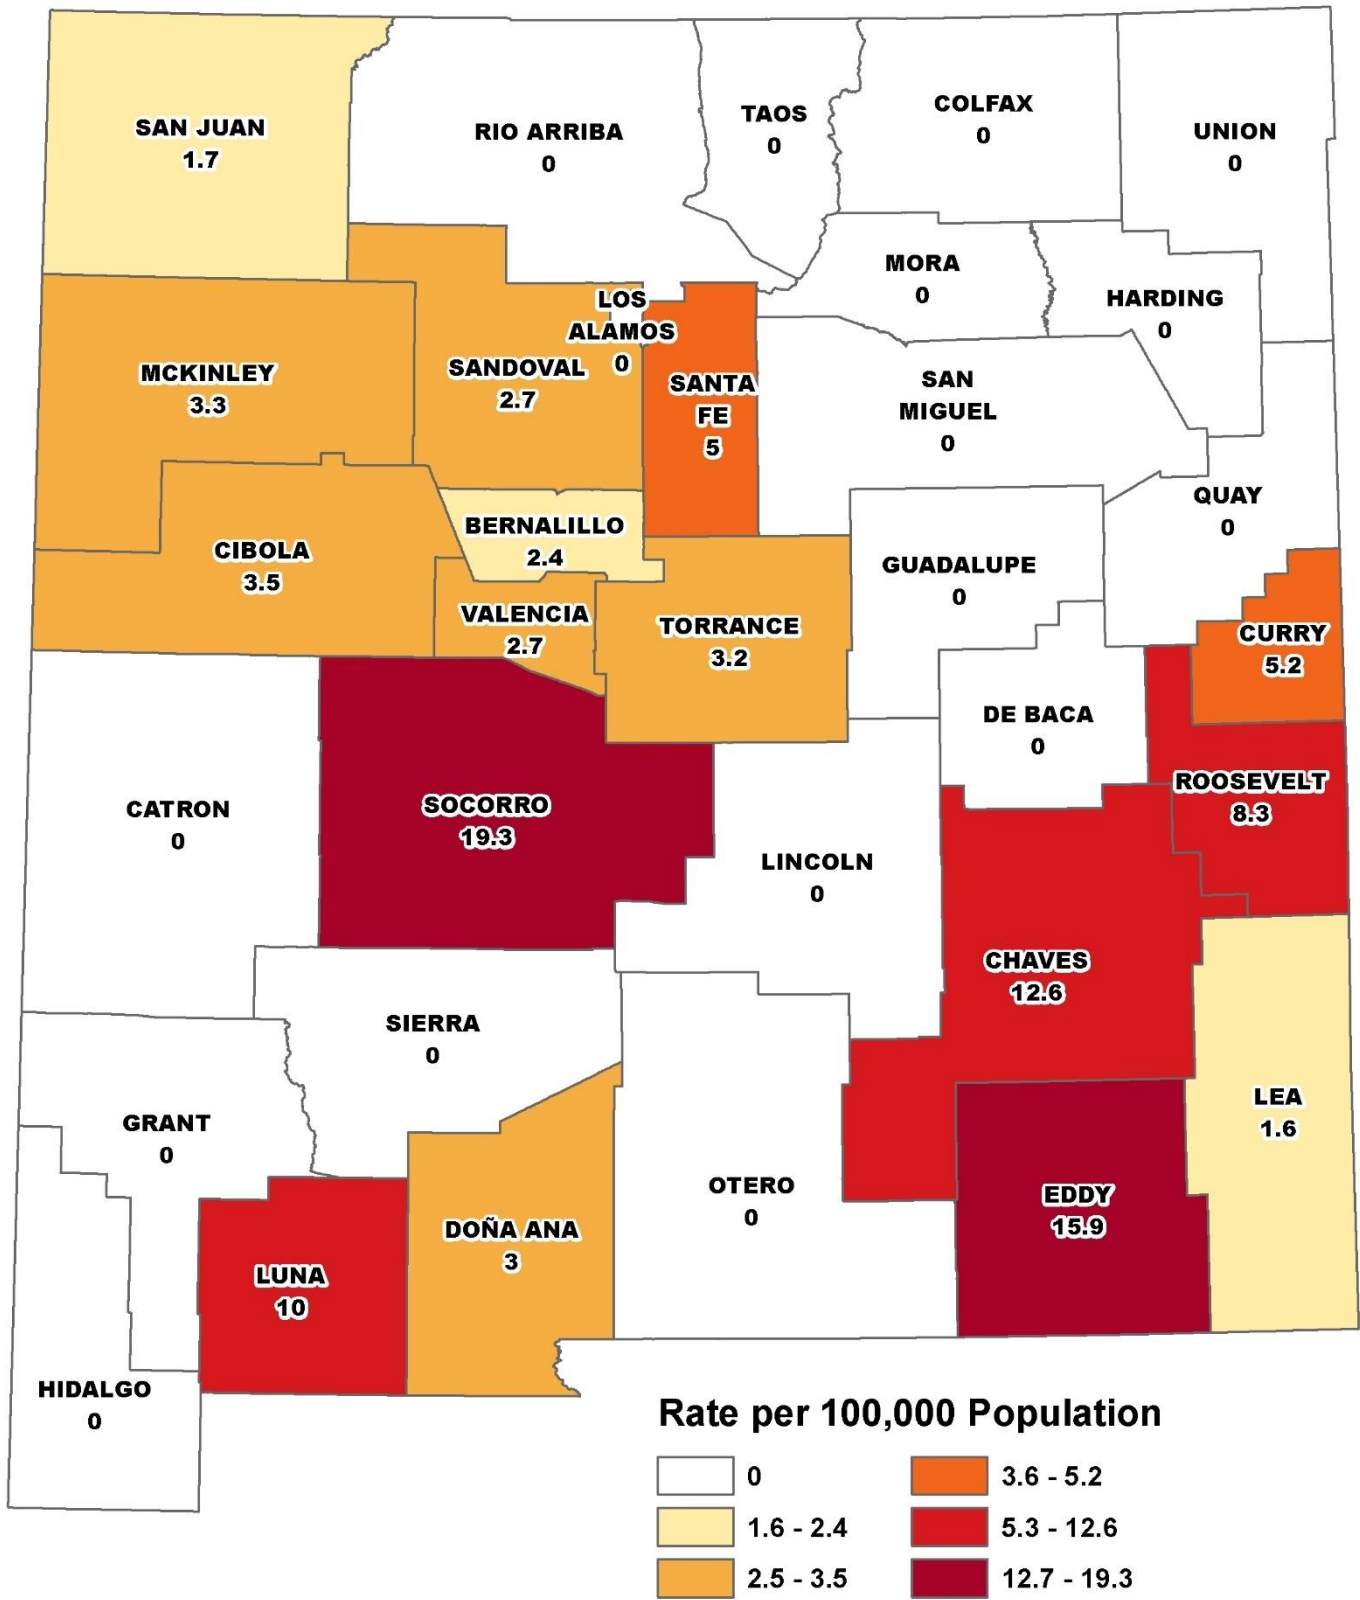 SAN JUAN
1.7
RIO ARRIBA
0
TAOS
0
COLFAX
0
UNION
0
MORA
0
HARDING
0
LOS
ALAMOS
0
MCKINLEY
3.3
SANDOVAL
2.7
SANTA
FE
5
SAN
MIGUEL
0
QUAY
0
CIBOLA
3.5
BERNALILLO
2.4
GUADALUPE
0
VALENCIA
2.7
TORRANCE
3.2
CURRY
5.2
DE BACA
0
ROOSEVELT
8.3
CATRON
0
SOCORRO
19.3
LINCOLN
0
CHAVES
12.6
SIERRA
0
LEA
1.6
GRANT
0
OTERO
0
EDDY
15.9
DOÑA ANA
3
LUNA
10
HIDALGO
0
Rate per 100,000 Population
0
1.6 - 2.4
2.5 - 3.5
3.6 - 5.2
5.3 - 12.6
12.7 - 19.3